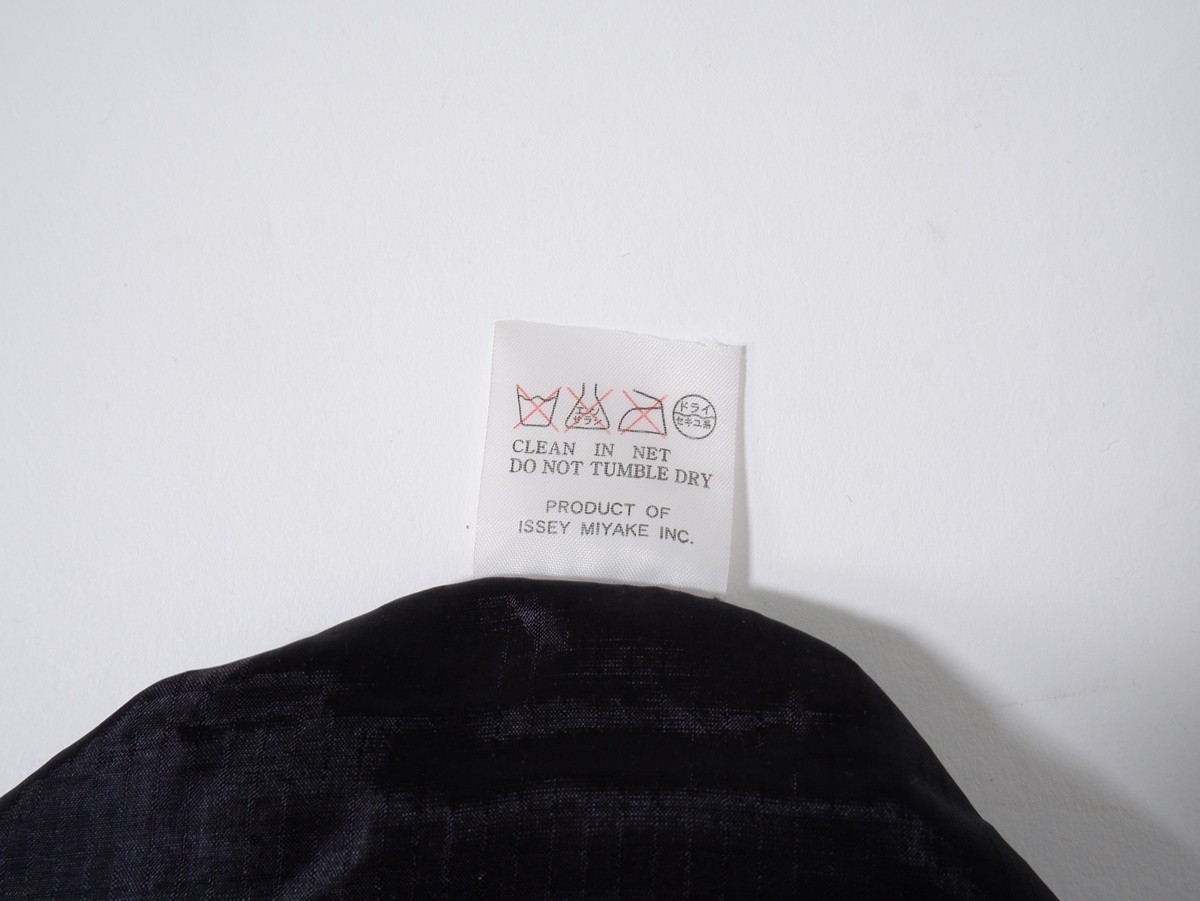 エンソ サラシ ドライ セキユ系
CLEAN IN NET
DO NOT TUMBLE DRY
PRODUCT OF
ISSEY MIYAKE INC.